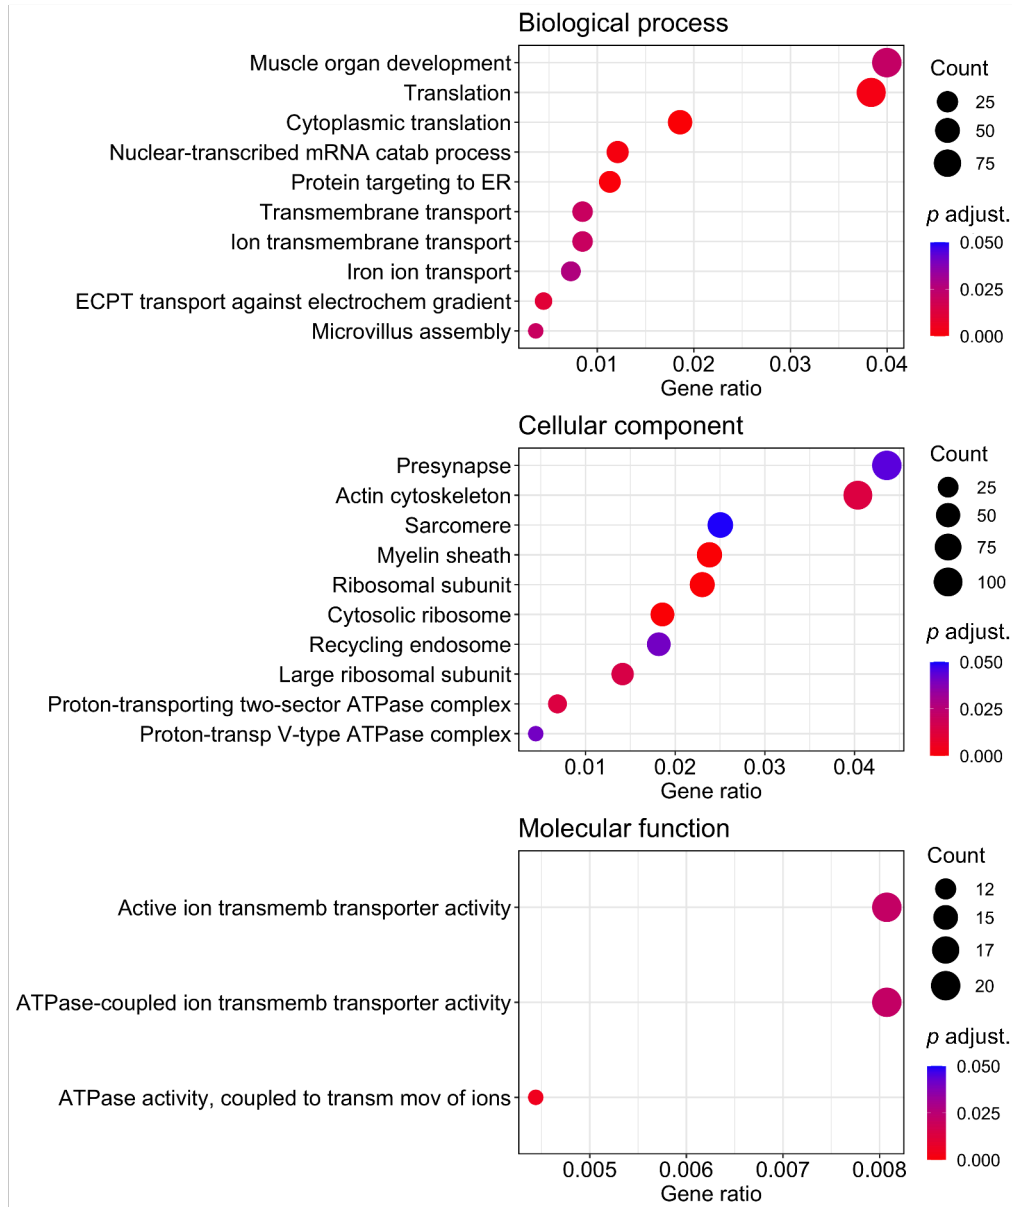 Biological process
Muscle organ development
Translation
Cytoplasmic translation
Nuclear-transcribed mRNA catab process
Protein targeting to ER
Transmembrane transport
Ion transmembrane transport
Iron ion transport
ECPT transport against electrochem gradient
Microvillus assembly
0.01 0.02 0.03 0.04
Gene ratio
Count
25
50
75
p adjust.
0.050
0.025
0.000
Cellular component
Presynapse
Actin cytoskeleton
Sarcomere
Myelin sheath
Ribosomal subunit
Cytosolic ribosome
Recycling endosome
Large ribosomal subunit
Proton-transporting two-sector ATPase complex
Proton-transp V-type ATPase complex
0.01 0.02 0.03 0.04
Gene ratio
Count
25
50
75
100
p adjust.
0.050
0.025
0.000
Molecular function
Active ion transmemb transporter activity
ATPase-coupled ion transmemb transporter activity
ATPase activity, coupled to transm mov of ions
0.005 0.006 0.007 0.008
Gene ratio
Count
12
15
17
20
p adjust.
0.050
0.025
0.000